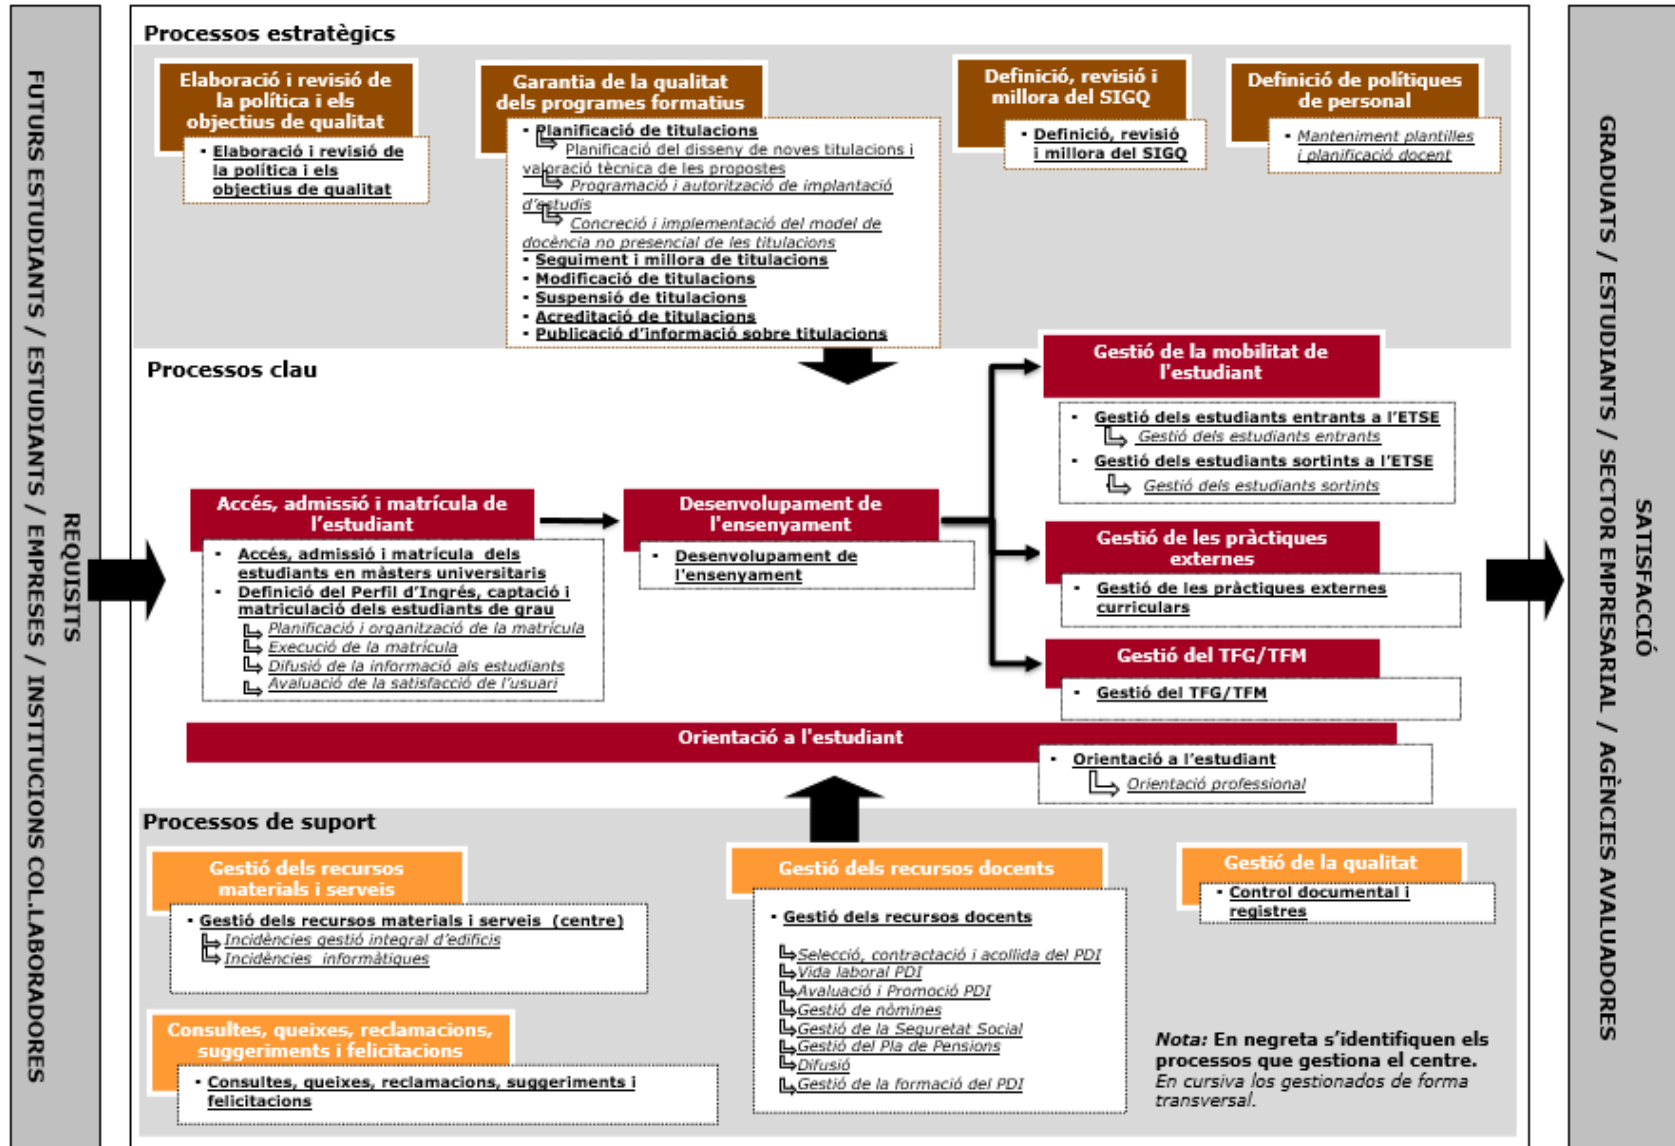 FUTURS ESTUDIANTS / ESTUDIANTS / EMPRESES / INSTITUCIONS COL.LABORADORES
REQUISITS
Processos estratègics
Elaboració i revisió de
la política i els
objectius de qualitat
▪ Elaboració i revisió de
la política i els
objectius de qualitat
Garantia de la qualitat
dels programes formatius
▪ Planificació de titulacions
Planificació del disseny de noves titulacions i
valoració tècnica de les propostes
Programació i autorització de implantació
d'estudis
Concreció i implementació del model de
docència no presencial de les titulacions
▪ Seguiment i millora de titulacions
▪ Modificació de titulacions
▪ Suspensió de titulacions
▪ Acreditació de titulacions
▪ Publicació d'informació sobre titulacions
Definició, revisió i
millora del SIGQ
▪ Definició, revisió
i millora del SIGQ
Definició de polítiques
de personal
▪ Manteniment plantilles
i planificació docent
Processos clau
Accés, admissió i matrícula de
l'estudiant
▪ Accés, admissió i matrícula dels
estudiants en màsters universitaris
▪ Definició del Perfil d'Ingrés, captació i
matriculació dels estudiants de grau
Planificació i organització de la matrícula
Execució de la matrícula
Difusió de la informació als estudiants
Avaluació de la satisfacció de l'usuari
Desenvolupament de
l'ensenyament
▪ Desenvolupament de
l'ensenyament
Gestió de la mobilitat de
l'estudiant
▪ Gestió dels estudiants entrants a l'ETSE
Gestió dels estudiants entrants
▪ Gestió dels estudiants sortints a l'ETSE
Gestió dels estudiants sortints
Gestió de les pràctiques
externes
▪ Gestió de les pràctiques externes
curriculars
Gestió del TFG/TFM
▪ Gestió del TFG/TFM
Orientació a l'estudiant
▪ Orientació a l'estudiant
Orientació professional
Processos de suport
Gestió dels recursos
materials i serveis
▪ Gestió dels recursos materials i serveis (centre)
Incidències gestió integral d'edificis
Incidències informàtiques
Consultes, queixes, reclamacions,
suggeriments i felicitacions
▪ Consultes, queixes, reclamacions, suggeriments i
felicitacions
Gestió dels recursos docents
▪ Gestió dels recursos docents
Selecció, contractació i acollida del PDI
Vida laboral PDI
Avaluació i Promoció PDI
Gestió de nòmines
Gestió de la Seguretat Social
Gestió del Pla de Pensions
Difusió
Gestió de la formació del PDI
Gestió de la qualitat
▪ Control documental i
registres
Nota: En negreta s'identifiquen els
processos que gestiona el centre.
En cursiva los gestionados de forma
transversal.
SATISFACCIÓ
GRADUATS / ESTUDIANTS / SECTOR EMPRESARIAL / AGÈNCIES AVALUADORES